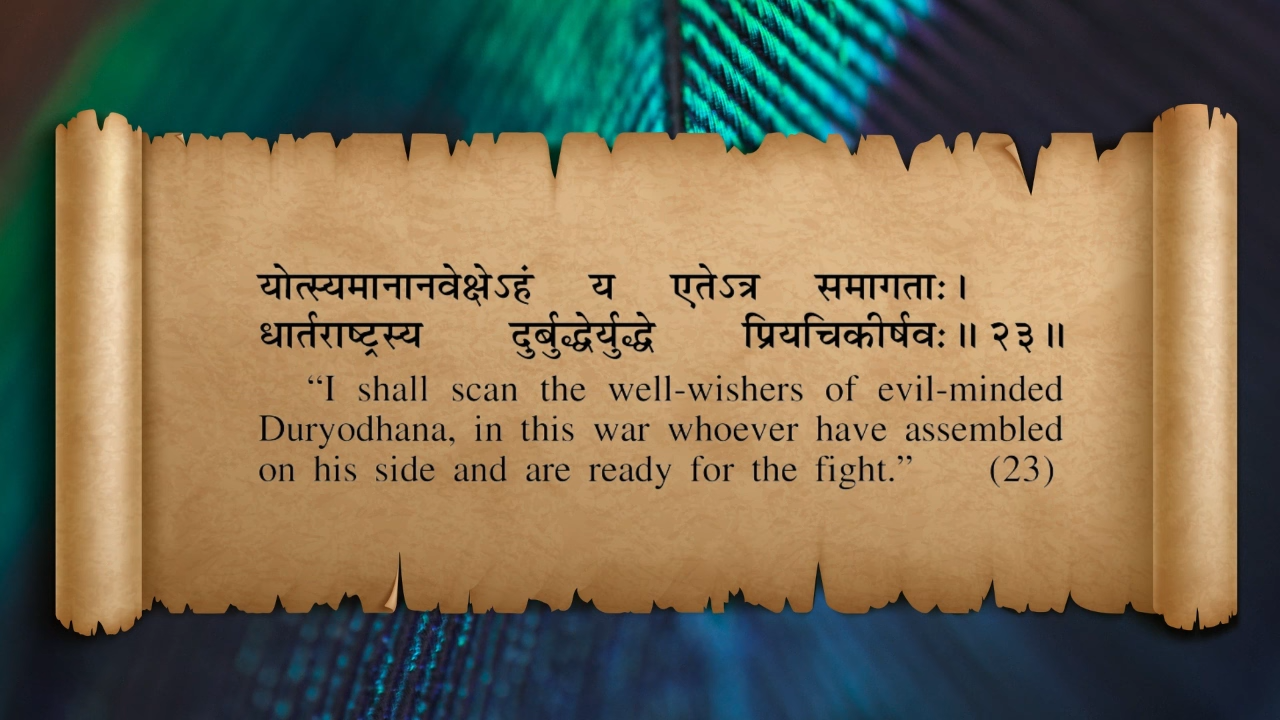 योत्स्यमानानवेक्षेऽहं य एतेऽत्र समागताः।
धार्तराष्ट्रस्य दुर्बुद्धेर्युद्धे प्रियचिकीर्षवः॥ २३॥
“I shall scan the well-wishers of evil-minded
Duryodhana, in this war whoever have assembled
on his side and are ready for the fight.” (23)